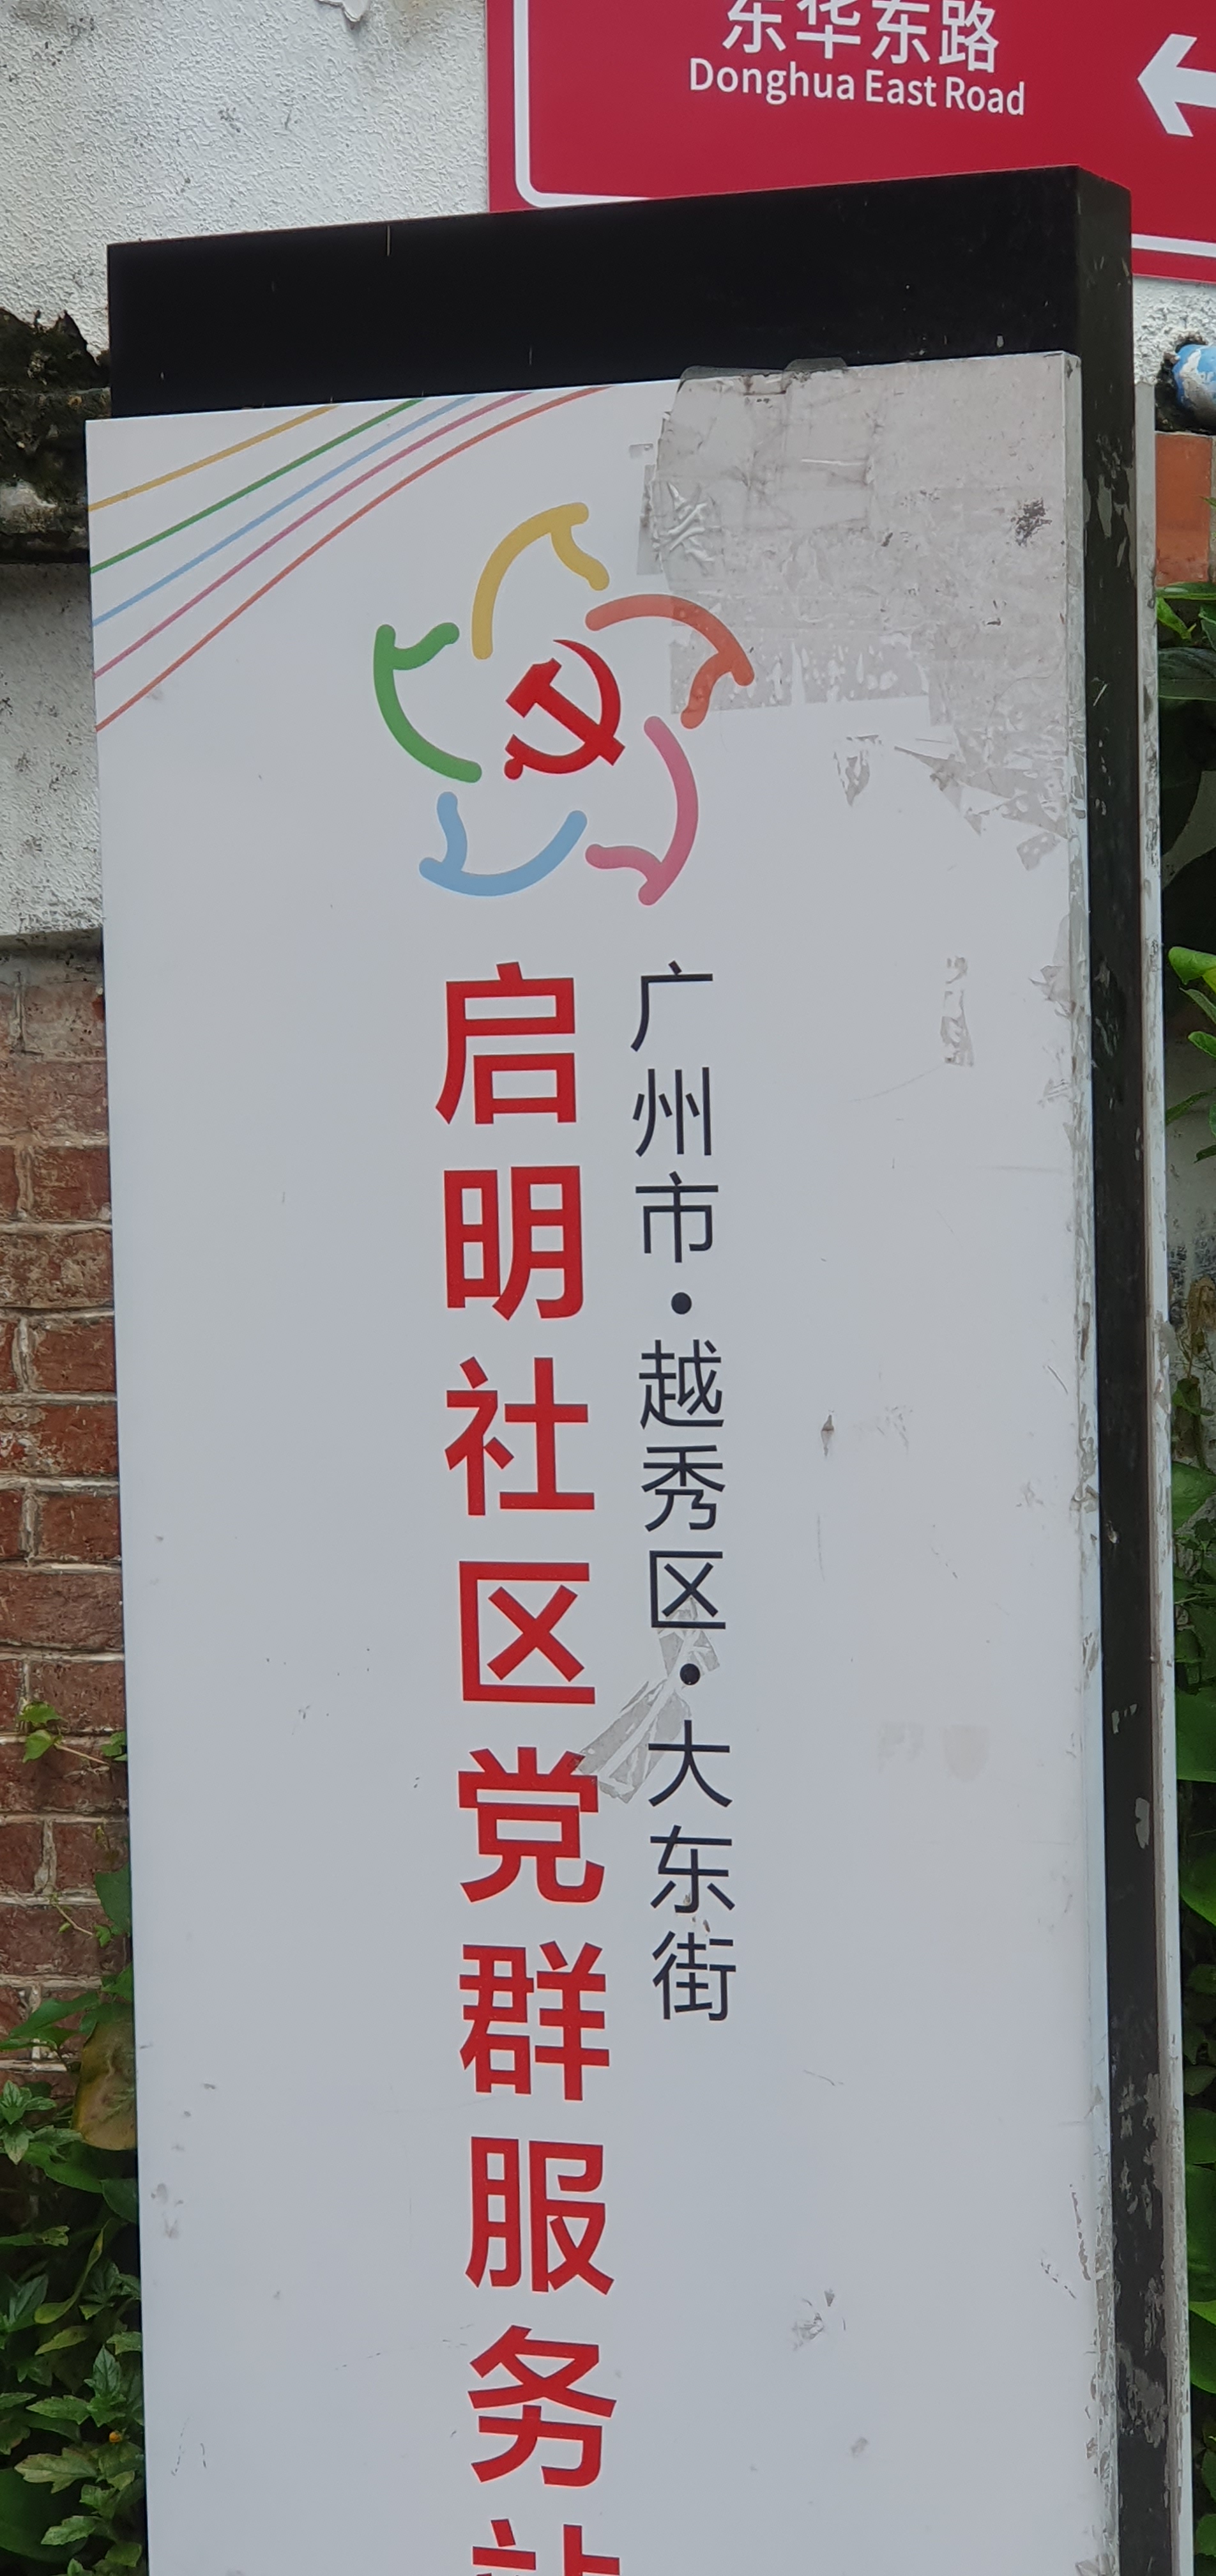 东华东路
Donghua East Road
广州市·越秀区·大东街
启明社区党群服务站